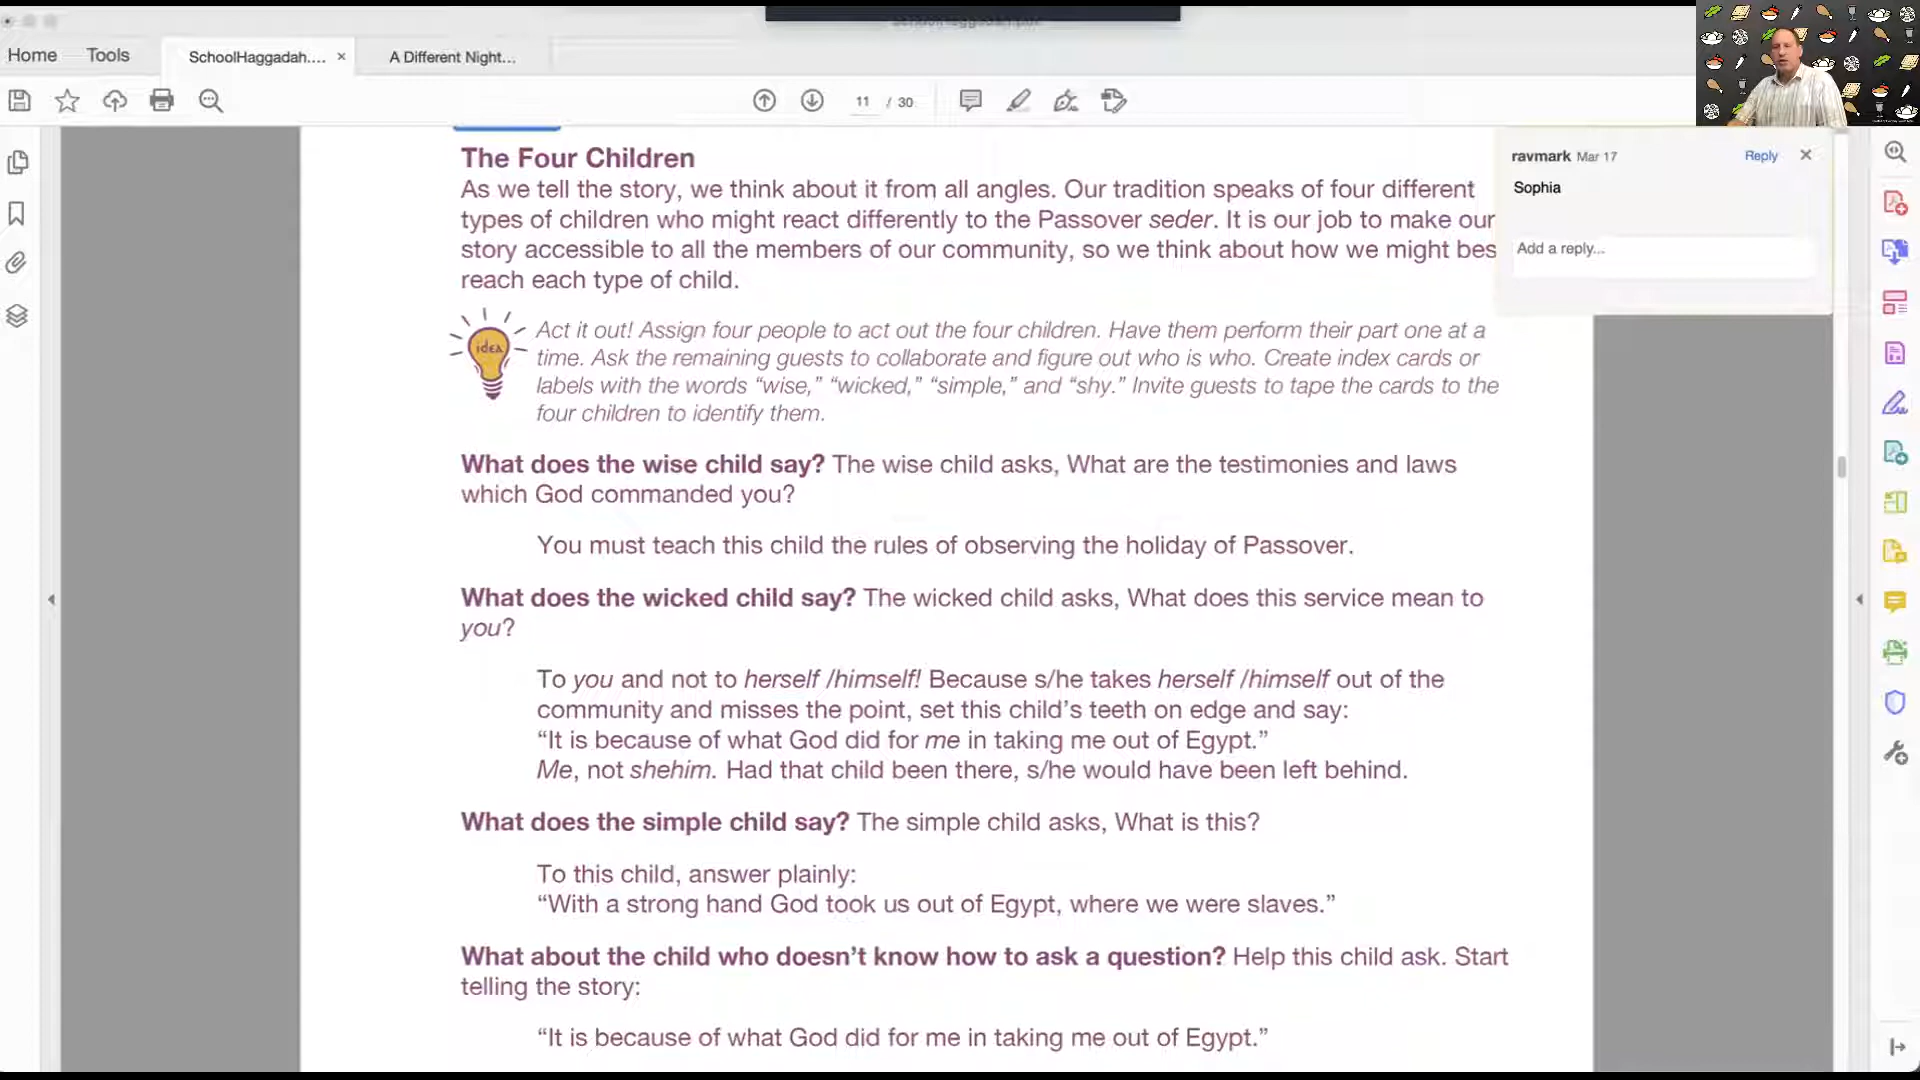 Home
Tools
SchoolHaggadah....
A Different Night...
11 / 30
ravmark Mar 17
Reply
Sophia
Add a reply...
The Four Children
As we tell the story, we think about it from all angles. Our tradition speaks of four different
types of children who might react differently to the Passover seder. It is our job to make our
story accessible to all the members of our community, so we think about how we might bes
reach each type of child.
idea
Act it out! Assign four people to act out the four children. Have them perform their part one at a
time. Ask the remaining guests to collaborate and figure out who is who. Create index cards or
labels with the words “wise,” “wicked,” “simple,” and “shy.” Invite guests to tape the cards to the
four children to identify them.
What does the wise child say? The wise child asks, What are the testimonies and laws
which God commanded you?
You must teach this child the rules of observing the holiday of Passover.
What does the wicked child say? The wicked child asks, What does this service mean to
you?
To you and not to herself /himself! Because s/he takes herself /himself out of the
community and misses the point, set this child’s teeth on edge and say:
“It is because of what God did for me in taking me out of Egypt.”
Me, not shehim. Had that child been there, s/he would have been left behind.
What does the simple child say? The simple child asks, What is this?
To this child, answer plainly:
“With a strong hand God took us out of Egypt, where we were slaves.”
What about the child who doesn’t know how to ask a question? Help this child ask. Start
telling the story:
“It is because of what God did for me in taking me out of Egypt.”